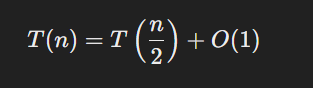 T(n) = T(n/2) + O(1)